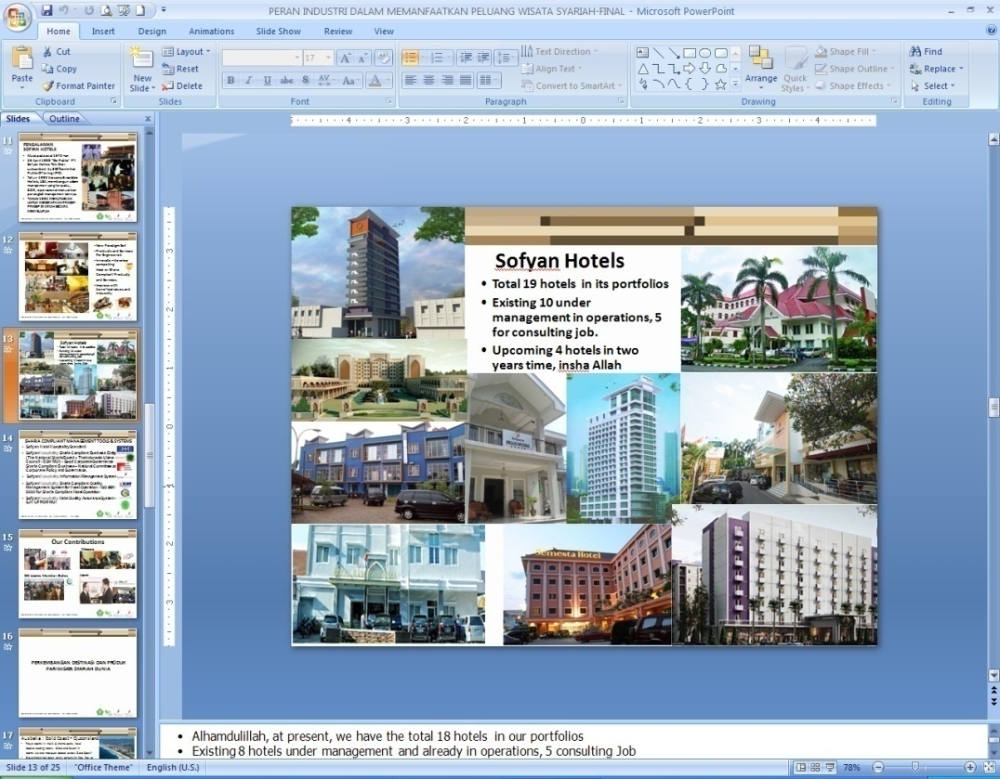 PERAN INDUSTRI DALAM MEMANFAATKAN PELUANG WISATA SYARIAH-FINAL - Microsoft PowerPoint
Home Insert Design Animations Slide Show Review View
Paste
Cut
Copy
Format Painter
Clipboard
New Slide
Layout
Reset
Delete
Slides
17
Font
Text Direction
Align Text
Convert to SmartArt
Paragraph
Arrange
Quick Styles
Shape Fill
Shape Outline
Shape Effects
Drawing
Find
Replace
Select
Editing
Slides Outline
11
PENGALAMAN
SOFYAN HOTELS
12
13
Sofyan Hotels
14
SHARIA COMPLIANT MANAGEMENT TOOLS & SYSTEMS
15
Our Contributions
16
PERKEMBANGAN DESTINASI DAN PRODUK
PARIWISATA SYARIAH DUNIA
17
Sofyan Hotels
• Total 19 hotels in its portfolios
• Existing 10 under
management in operations, 5
for consulting job.
• Upcoming 4 hotels in two
years time, insha Allah
Semesta Hotel
• Alhamdulillah, at present, we have the total 18 hotels in our portfolios
• Existing 8 hotels under management and already in operations, 5 consulting Job
Slide 13 of 25 "Office Theme" English (U.S.) 78%